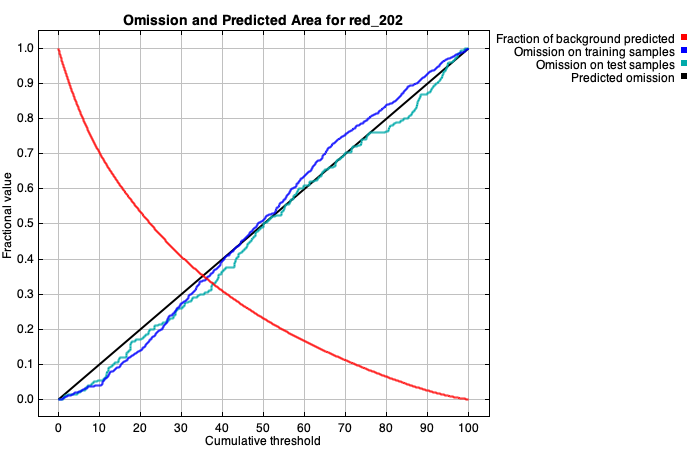 Omission and Predicted Area for red_202
Fraction of background predicted
Omission on training samples
Omission on test samples
Predicted omission
1.0
0.9
0.8
0.7
0.6
0.5
0.4
0.3
0.2
0.1
0.0
Fractional value
0 10 20 30 40 50 60 70 80 90 100
Cumulative threshold